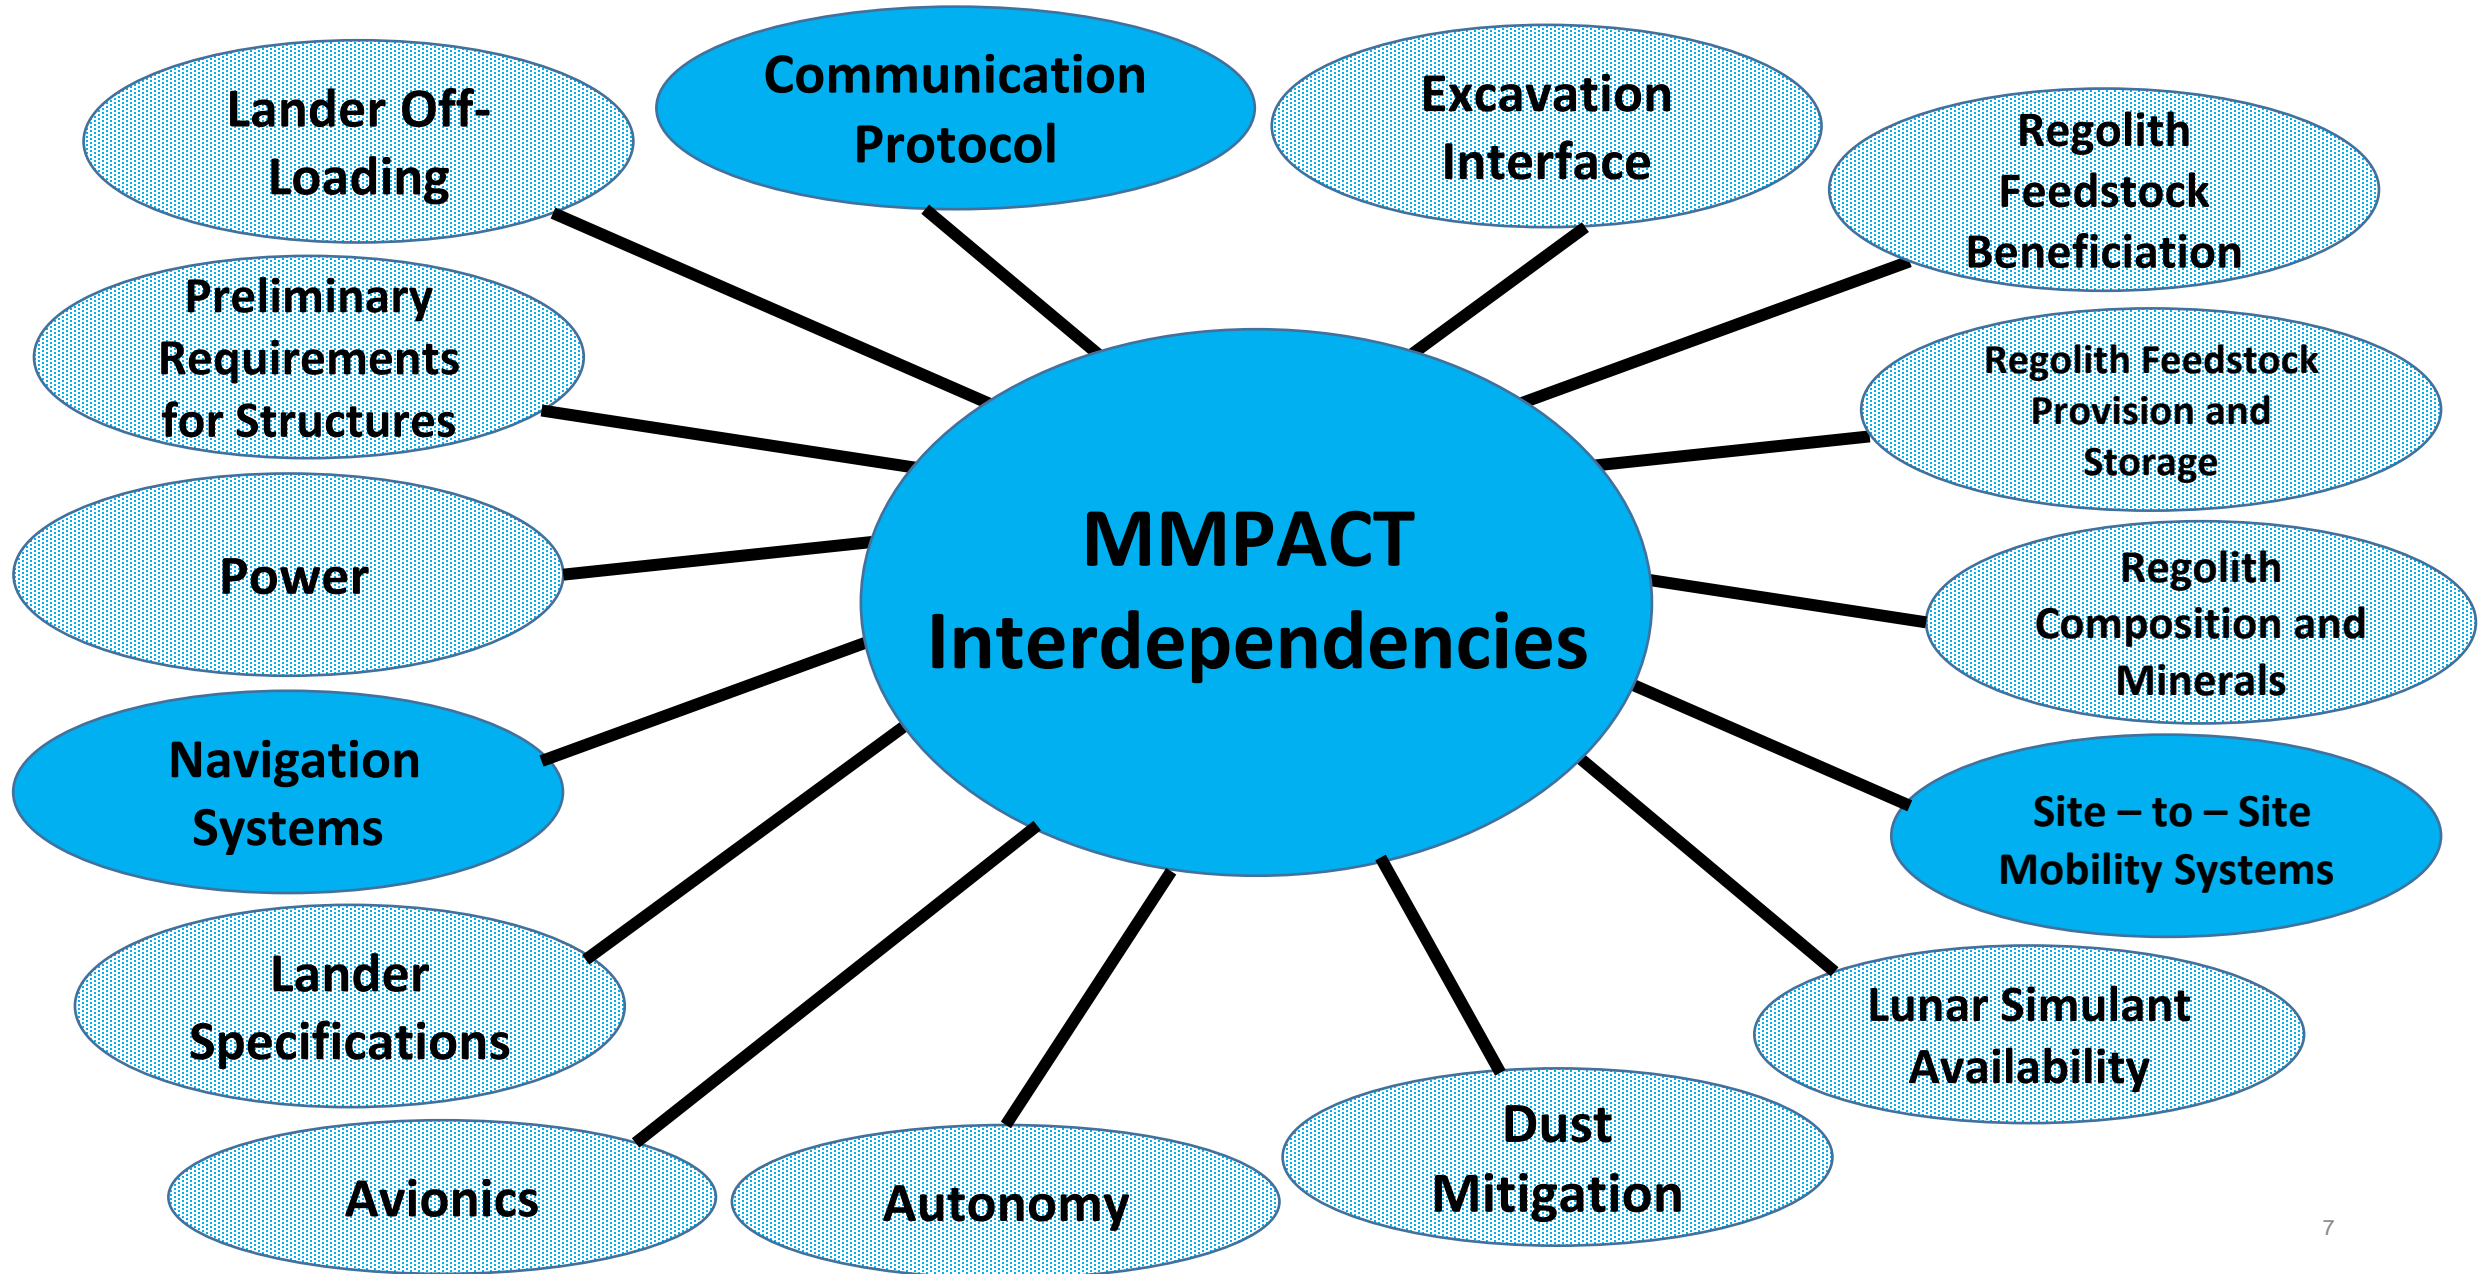 Lander Off-
Loading
Communication
Protocol
Excavation
Interface
Regolith
Feedstock
Beneficiation
Preliminary
Requirements
for Structures
Regolith Feedstock
Provision and
Storage
MMPACT
Interdependencies
Power
Regolith
Composition and
Minerals
Navigation
Systems
Site – to – Site
Mobility Systems
Lander
Specifications
Lunar Simulant
Availability
Avionics
Autonomy
Dust
Mitigation
7